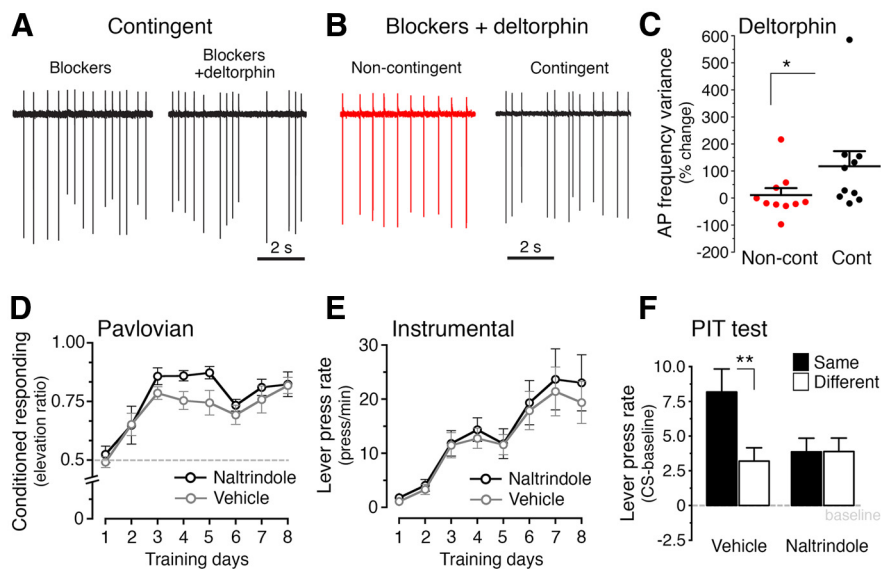 A
Contingent
Blockers
Blockers
+deltorphin
2 s
B
Blockers + deltorphin
Non-contingent
Contingent
2 s
C
Deltorphin
AP frequency variance
(% change)
600
500
400
300
200
100
0
-100
-200
*
Non-cont
Cont
D
Pavlovian
Conditioned responding
(elevation ratio)
1.00
0.75
0.5
0
Naltrindole
Vehicle
1 2 3 4 5 6 7 8
Training days
E
Instrumental
Lever press rate
(press/min)
30
20
10
0
Naltrindole
Vehicle
1 2 3 4 5 6 7 8
Training days
F
PIT test
Lever press rate
(CS-baseline)
10.0
7.5
5.0
2.5
0
-2.5
**
Same
Different
baseline
Vehicle
Naltrindole